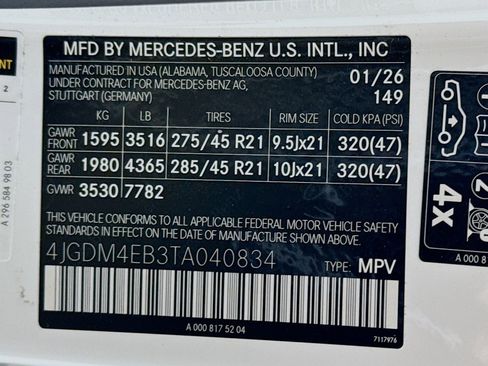 MFD BY MERCEDES-BENZ U.S. INTL., INC
MANUFACTURED IN USA (ALABAMA, TUSCALOOSA COUNTY) 01/26
UNDER CONTRACT FOR MERCEDES-BENZ AG, 149
STUTTGART (GERMANY)
KG LB TIRES RIM SIZE COLD KPA (PSI)
GAWR FRONT 1595 3516 275/45 R21 9.5Jx21 320(47)
GAWR REAR 1980 4365 285/45 R21 10Jx21 320(47)
GVWR 3530 7782
THIS VEHICLE CONFORMS TO ALL APPLICABLE FEDERAL MOTOR VEHICLE
SAFETY STANDARDS IN EFFECT ON THE DATE OF MANUFACTURE SHOWN ABOVE.
4JGDM4EB3TA040834 TYPE: MPV
A 000 817 52 04
7117976
A 296 584 98 03
2
4x
A 000 8